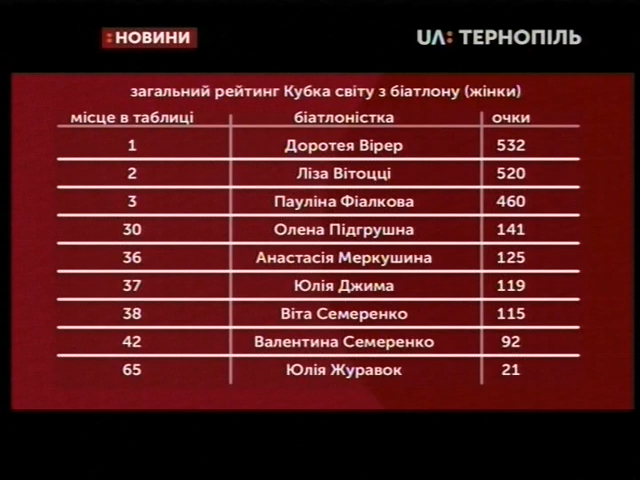 :НОВИНИ
UA: ТЕРНОПІЛЬ
загальний рейтинг Кубка світу з біатлону (жінки)
місце в таблиці біатлоністка очки
1 Доротея Вірер 532
2 Ліза Вітоцці 520
3 Пауліна Фіалкова 460
30 Олена Підгрушна 141
36 Анастасія Меркушина 125
37 Юлія Джима 119
38 Віта Семеренко 115
42 Валентина Семеренко 92
65 Юлія Журавок 21